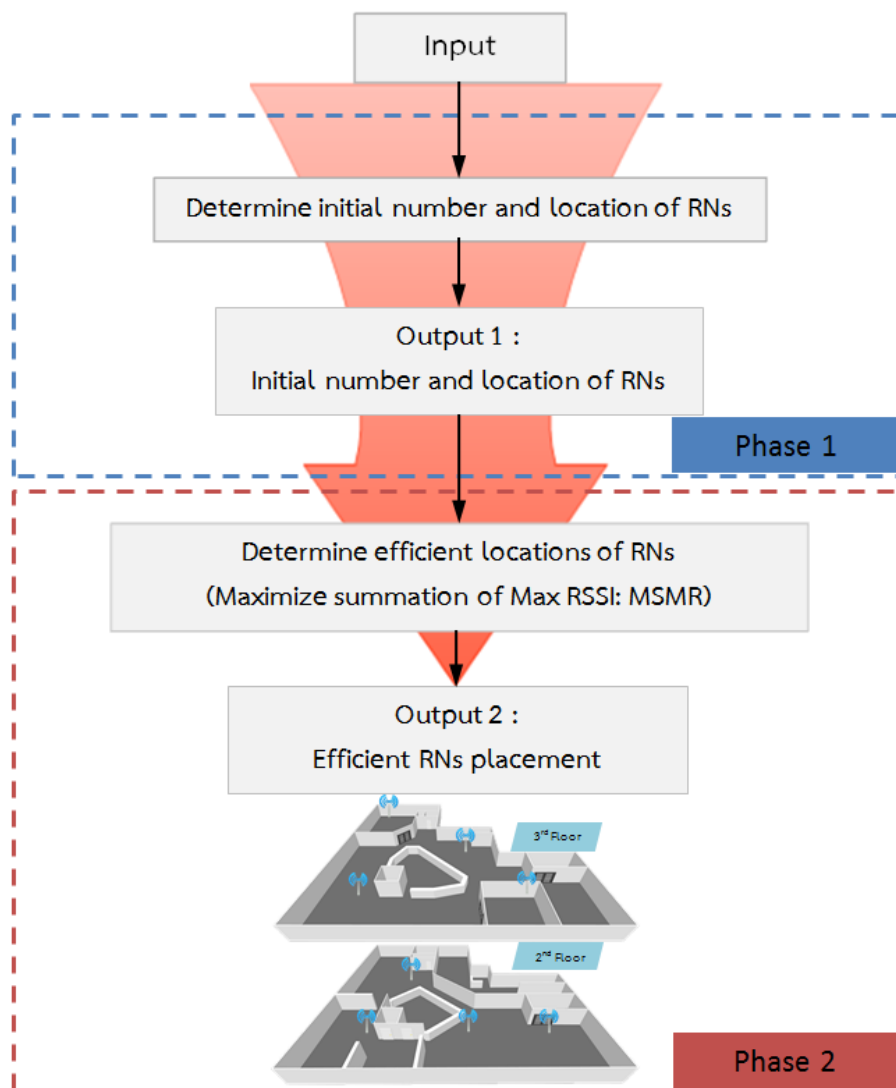 Input
Determine initial number and location of RNs
Output 1 :
Initial number and location of RNs
Phase 1
Determine efficient locations of RNs
(Maximize summation of Max RSSI: MSMR)
Output 2 :
Efficient RNs placement
3rd Floor
2nd Floor
Phase 2